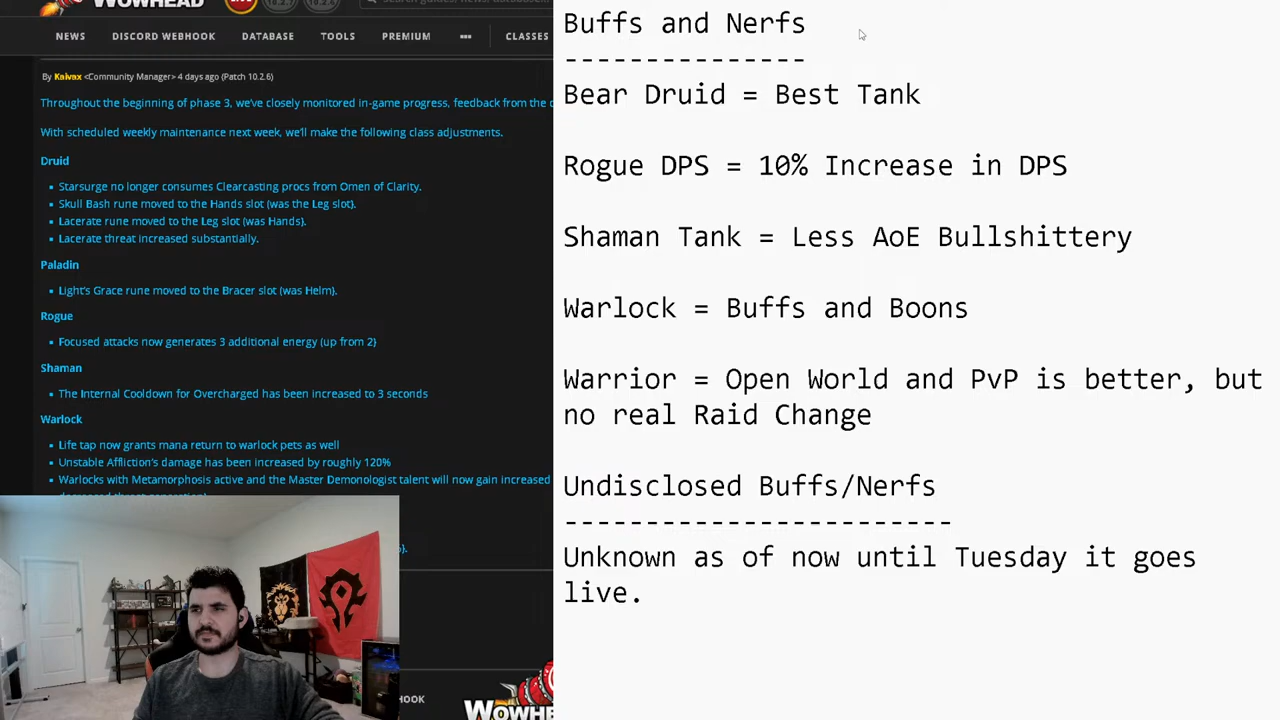 WOWHEAD
NEWS DISCORD WEBHOOK DATABASE TOOLS PREMIUM ••• CLASSES
By Kaivax <Community Manager> 4 days ago (Patch 10.2.6)
Throughout the beginning of phase 3, we've closely monitored in-game progress, feedback from the
With scheduled weekly maintenance next week, we'll make the following class adjustments.
Druid
▪ Starsurge no longer consumes Clearcasting procs from Omen of Clarity.
▪ Skull Bash rune moved to the Hands slot (was the Leg slot).
▪ Lacerate rune moved to the Leg slot (was Hands).
▪ Lacerate threat increased substantially.
Paladin
▪ Light's Grace rune moved to the Bracer slot (was Helm).
Rogue
▪ Focused attacks now generates 3 additional energy (up from 2)
Shaman
▪ The Internal Cooldown for Overcharged has been increased to 3 seconds
Warlock
▪ Life tap now grants mana return to warlock pets as well
▪ Unstable Affliction's damage has been increased by roughly 120%
▪ Warlocks with Metamorphosis active and the Master Demonologist talent will now gain increased
WOWHE
Buffs and Nerfs
---------------
Bear Druid = Best Tank
Rogue DPS = 10% Increase in DPS
Shaman Tank = Less AoE Bullshittery
Warlock = Buffs and Boons
Warrior = Open World and PvP is better, but
no real Raid Change
Undisclosed Buffs/Nerfs
------------------------
Unknown as of now until Tuesday it goes
live.